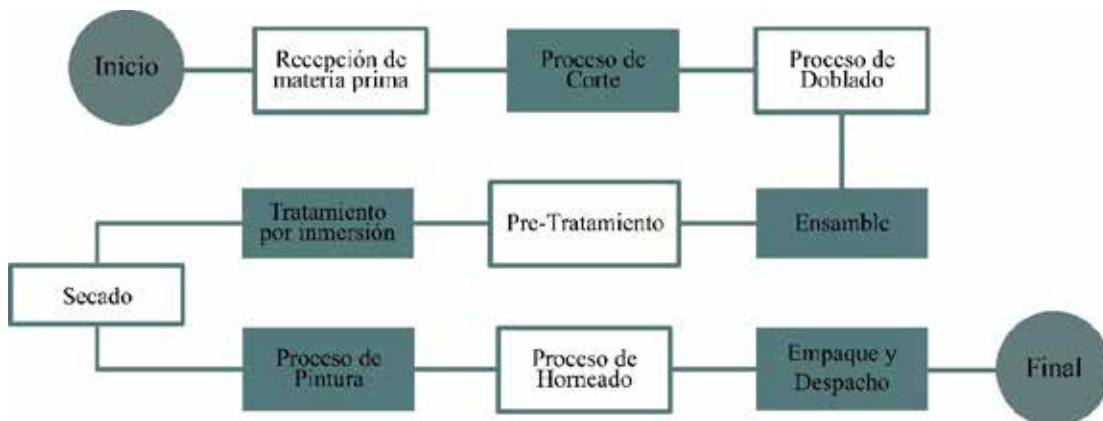 Inicio
Recepción de
materia prima
Proceso de
Corte
Proceso de
Doblado
Ensamble
Pre-Tratamiento
Tratamiento
por inmersión
Secado
Proceso de
Pintura
Proceso de
Horneado
Empaque y
Despacho
Final